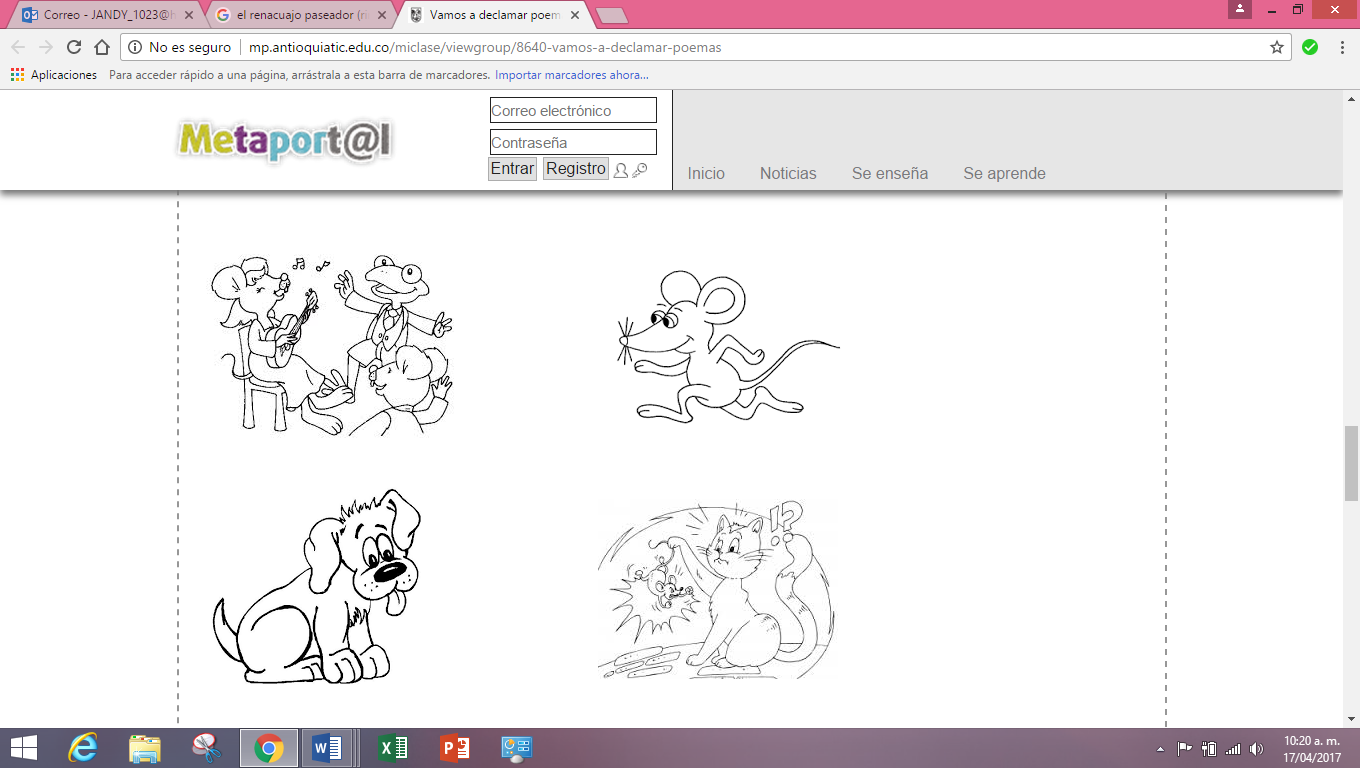 Correo - JANDY_1023@h
el renacuajo paseador (ri
Vamos a declamar poem
No es seguro
mp.antioquiatic.edu.co/miclase/viewgroup/8640-vamos-a-declamar-poemas
Aplicaciones
Para acceder rápido a una página, arrástrala a esta barra de marcadores.
Importar marcadores ahora...
Metaport@l
Correo electrónico
Contraseña
Entrar
Registro
Inicio
Noticias
Se enseña
Se aprende
!?
10:20 a. m.
17/04/2017